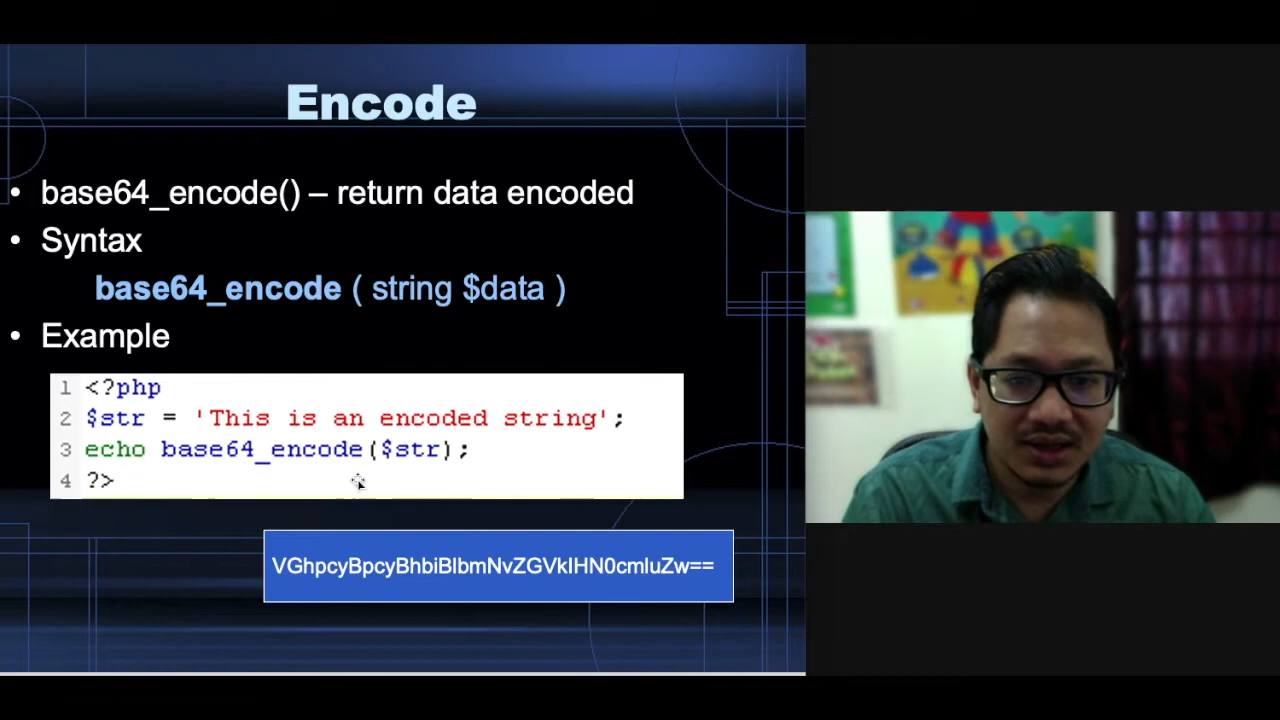 Encode
• base64_encode() – return data encoded
• Syntax
base64_encode ( string $data )
• Example
1 <?php
2 $str = 'This is an encoded string';
3 echo base64_encode($str);
4 ?>
VGhpcyBpcyBhbiBlbmNvZGVkIHN0cmluZw==